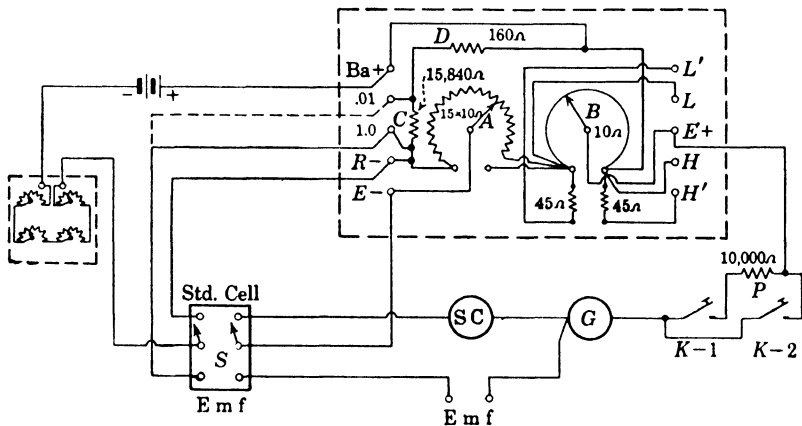 D 160Ω
Ba+
15,840Ω
L'
.01
L
15×10Ω
A
B
C
1.0
10Ω
E'+
R-
H
E-
H'
45Ω
45Ω
- +
10,000Ω
P
Std. Cell
SC
G
S
K-1
K-2
Emf
Emf